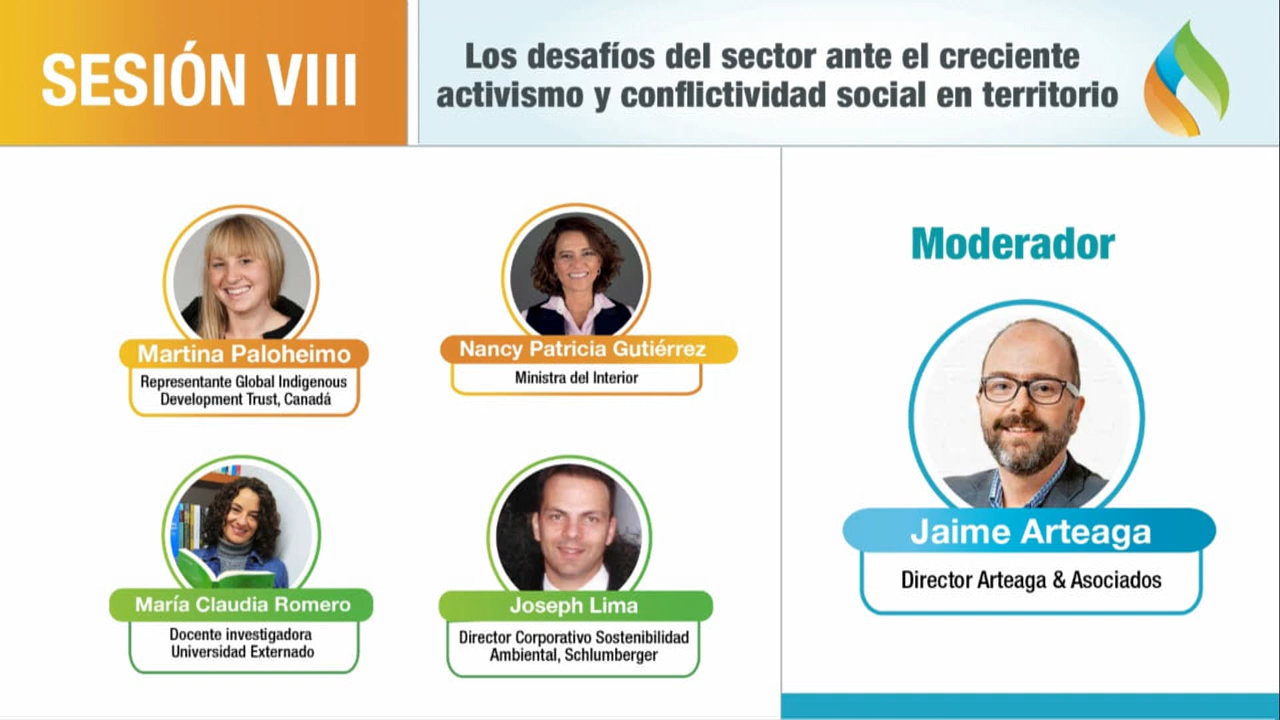 SESIÓN VIII
Los desafíos del sector ante el creciente
activismo y conflictividad social en territorio
Martina Paloheimo
Representante Global Indigenous
Development Trust, Canadá
Nancy Patricia Gutiérrez
Ministra del Interior
María Claudia Romero
Docente investigadora
Universidad Externado
Joseph Lima
Director Corporativo Sostenibilidad
Ambiental, Schlumberger
Moderador
Jaime Arteaga
Director Arteaga & Asociados